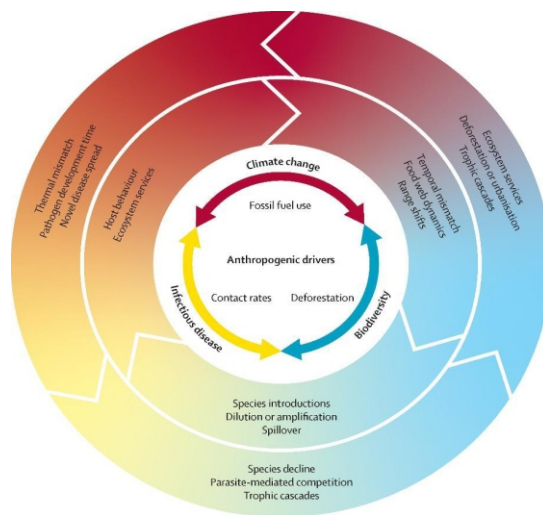 Thermal mismatch
Pathogen development time
Novel disease spread
Host behaviour
Ecosystem services
Climate change
Fossil fuel use
Anthropogenic drivers
Contact rates
Deforestation
Infectious disease
Biodiversity
Temporal mismatch
Food web dynamics
Range shifts
Ecosystem services
Deforestation or urbanisation
Trophic cascades
Species introductions
Dilution or amplification
Spillover
Species decline
Parasite-mediated competition
Trophic cascades